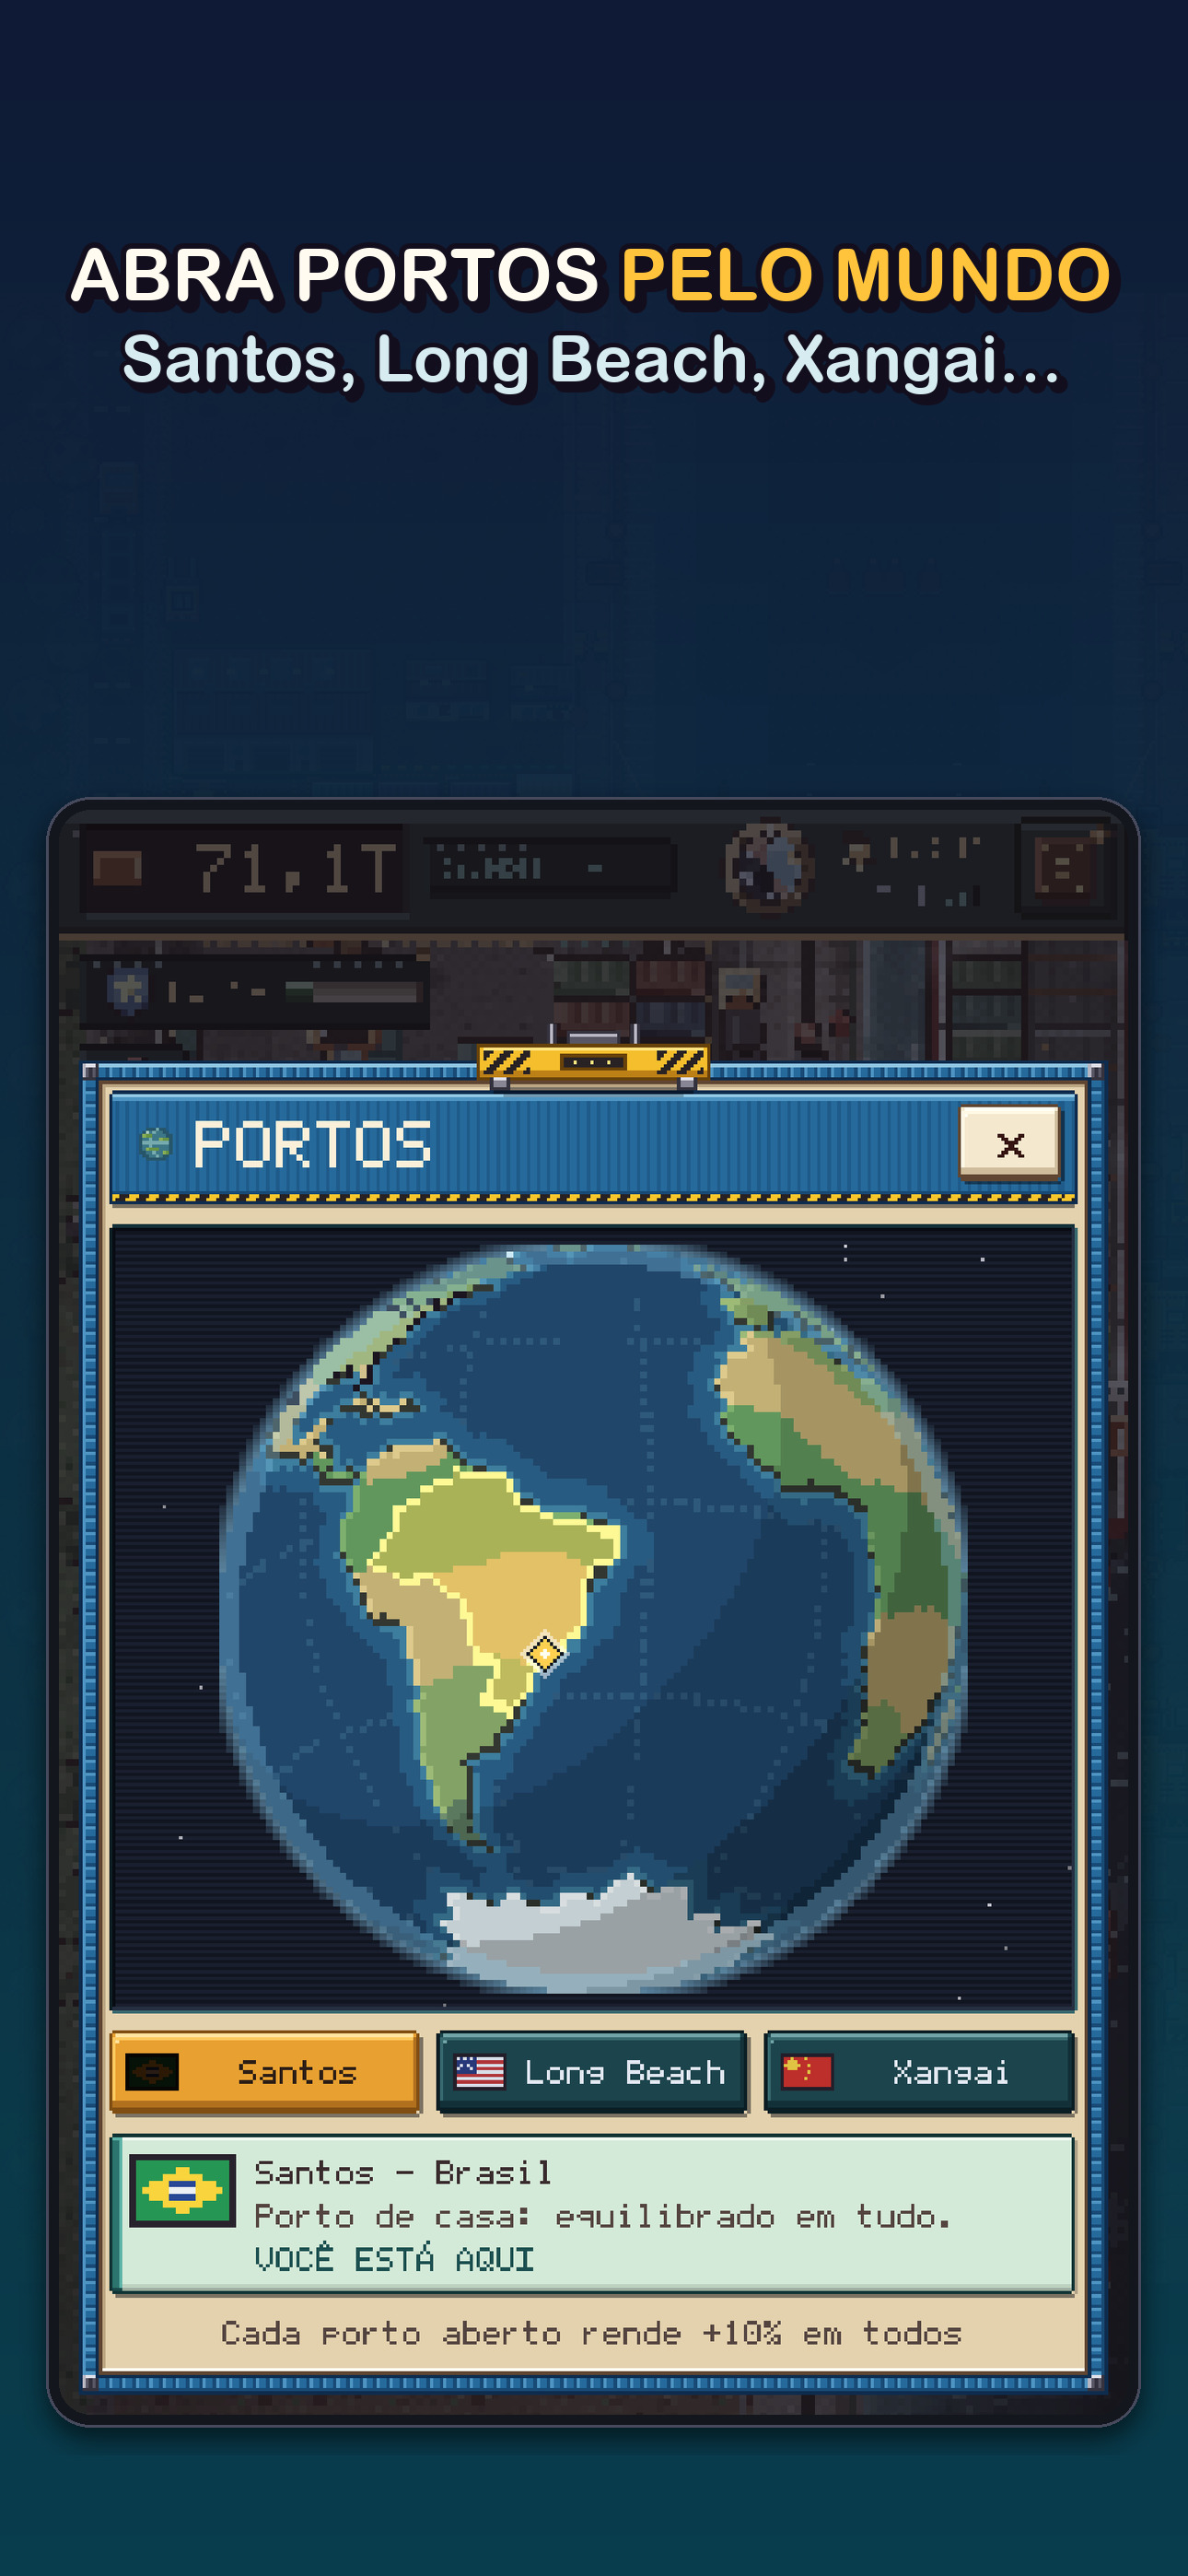 ABRA PORTOS PELO MUNDO
Santos, Long Beach, Xangai...
71,1T
PORTOS
x
Santos
Long Beach
Xangai
Santos - Brasil
Porto de casa: equilibrado em tudo.
VOCÊ ESTÁ AQUI
Cada porto aberto rende +10% em todos